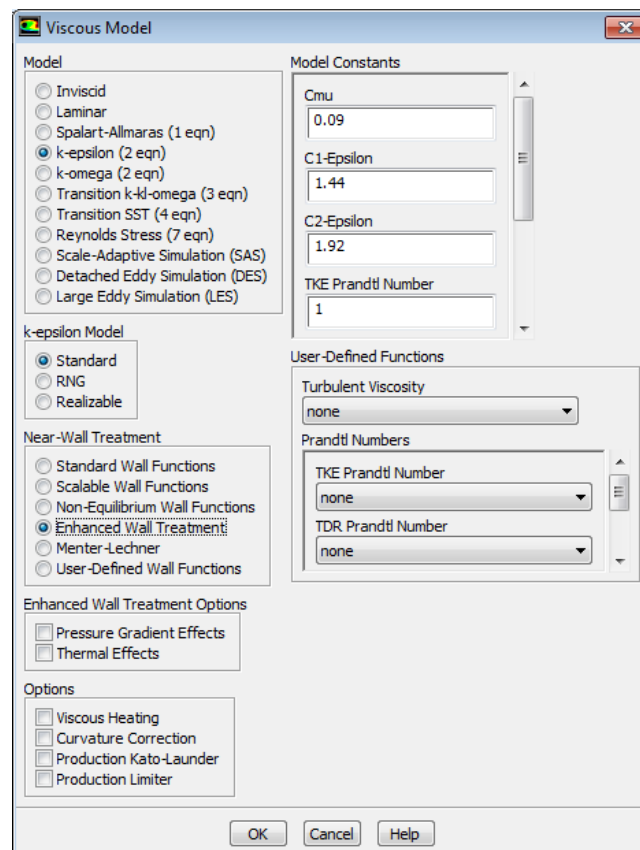 Viscous Model
Model
Inviscid
Laminar
Spalart-Allmaras (1 eqn)
k-epsilon (2 eqn)
k-omega (2 eqn)
Transition k-kl-omega (3 eqn)
Transition SST (4 eqn)
Reynolds Stress (7 eqn)
Scale-Adaptive Simulation (SAS)
Detached Eddy Simulation (DES)
Large Eddy Simulation (LES)
k-epsilon Model
Standard
RNG
Realizable
Near-Wall Treatment
Standard Wall Functions
Scalable Wall Functions
Non-Equilibrium Wall Functions
Enhanced Wall Treatment
Menter-Lechner
User-Defined Wall Functions
Enhanced Wall Treatment Options
Pressure Gradient Effects
Thermal Effects
Options
Viscous Heating
Curvature Correction
Production Kato-Launder
Production Limiter
Model Constants
Cmu
0.09
C1-Epsilon
1.44
C2-Epsilon
1.92
TKE Prandtl Number
1
User-Defined Functions
Turbulent Viscosity
none
Prandtl Numbers
TKE Prandtl Number
none
TDR Prandtl Number
none
OK
Cancel
Help